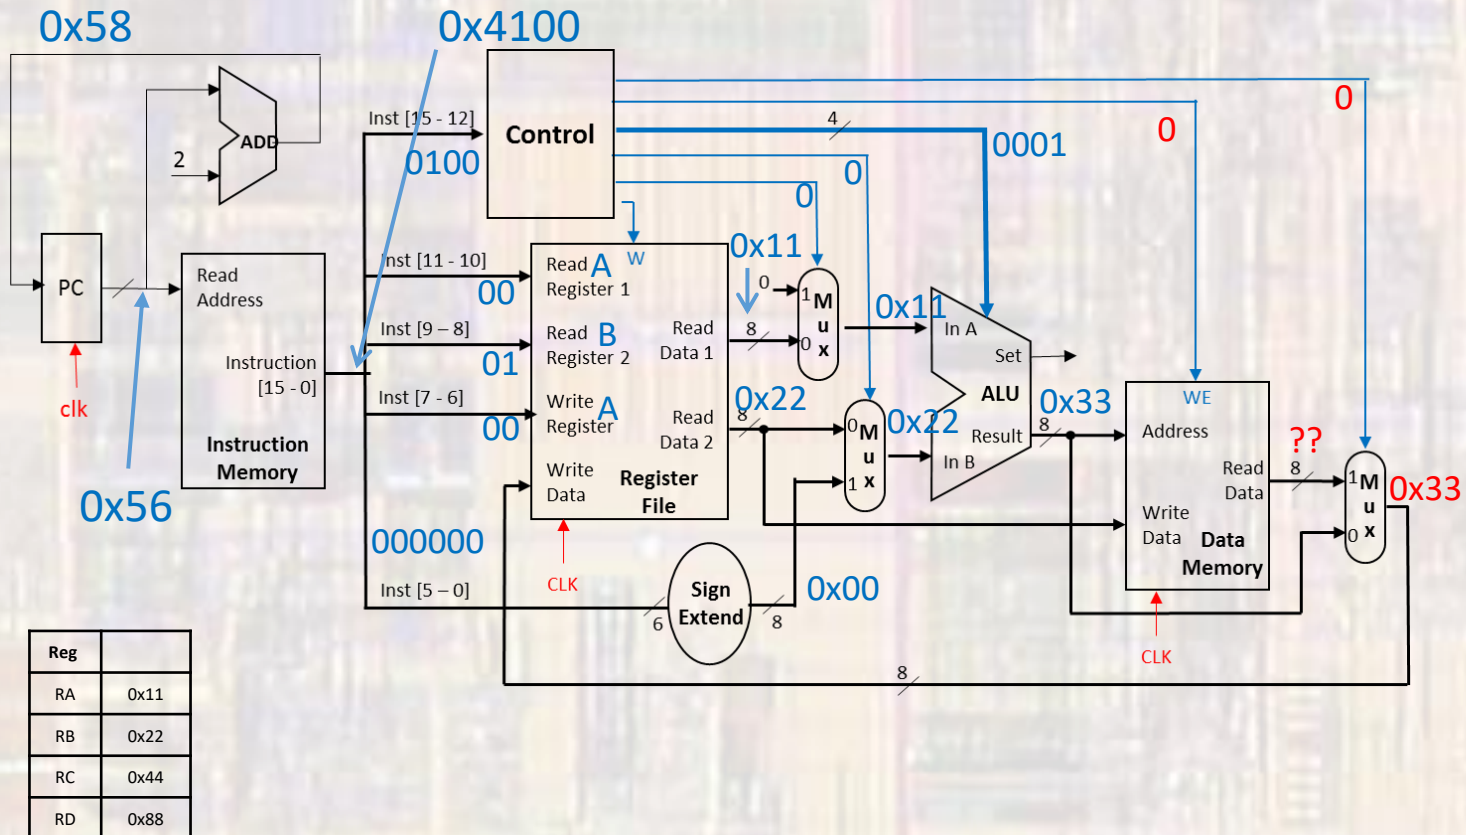 0x58
0x4100
ADD
2
PC
clk
0x56
Read
Address
Instruction
[15 - 0]
Instruction
Memory
Inst [15 - 12]
0100
Control
Inst [11 - 10]
00
Inst [9 – 8]
01
Inst [7 - 6]
00
000000
Inst [5 – 0]
6
Sign
Extend
8
0x00
W
Read A
Register 1
Read B
Register 2
Write A
Register
Write
Data
Read
Data 1
Read
Data 2
Register
File
CLK
0x11
8
0x22
8
0
1
M
u
x
0
0
0
M
u
x
1
0
0x11
0x22
4
0001
In A
Set
ALU
Result
In B
0x33
8
0
0
WE
Address
Read
Data
Write
Data
Data
Memory
CLK
??
8
1
M
u
x
0
0x33
8
Reg
RA 0x11
RB 0x22
RC 0x44
RD 0x88